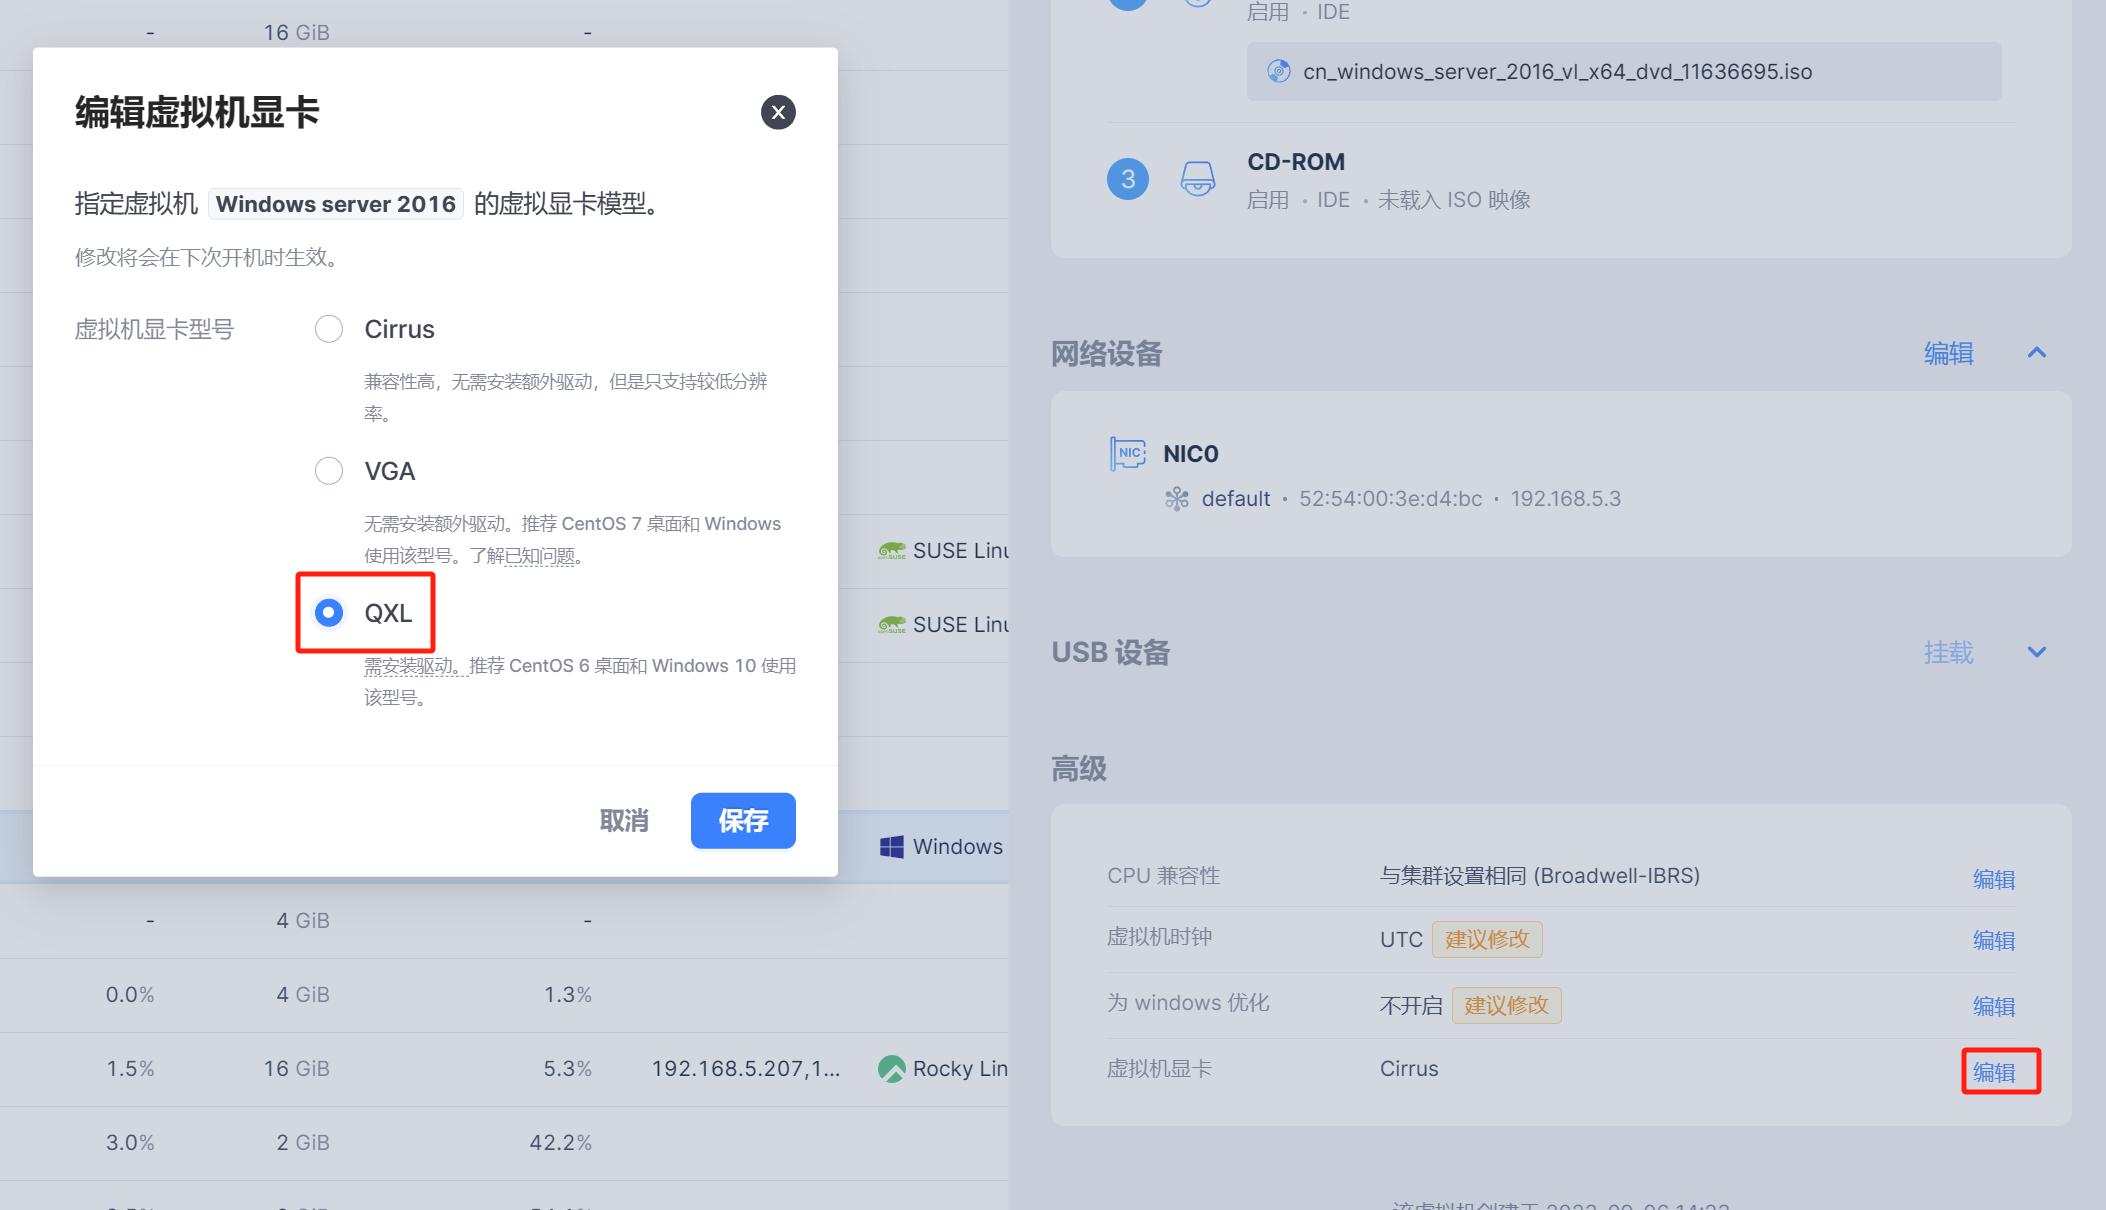 -
16 GiB
-
编辑虚拟机显卡
指定虚拟机 Windows server 2016 的虚拟显卡模型。
修改将会在下次开机时生效。
虚拟机显卡型号
Cirrus
兼容性高，无需安装额外驱动，但是只支持较低分辨
率。
VGA
无需安装额外驱动。推荐 CentOS 7 桌面和 Windows
使用该型号。了解已知问题。
QXL
需安装驱动。推荐 CentOS 6 桌面和 Windows 10 使用
该型号。
取消
保存
SUSE Linu
SUSE Linu
Windows
-
4 GiB
-
0.0%
4 GiB
1.3%
1.5%
16 GiB
5.3%
192.168.5.207,1...
Rocky Lin
3.0%
2 GiB
42.2%
启用 · IDE
cn_windows_server_2016_vl_x64_dvd_11636695.iso
3
CD-ROM
启用 · IDE · 未载入 ISO 映像
网络设备
编辑
NIC
NIC0
default · 52:54:00:3e:d4:bc · 192.168.5.3
USB 设备
挂载
高级
CPU 兼容性
与集群设置相同 (Broadwell-IBRS)
编辑
虚拟机时钟
UTC
建议修改
编辑
为 windows 优化
不开启
建议修改
编辑
虚拟机显卡
Cirrus
编辑